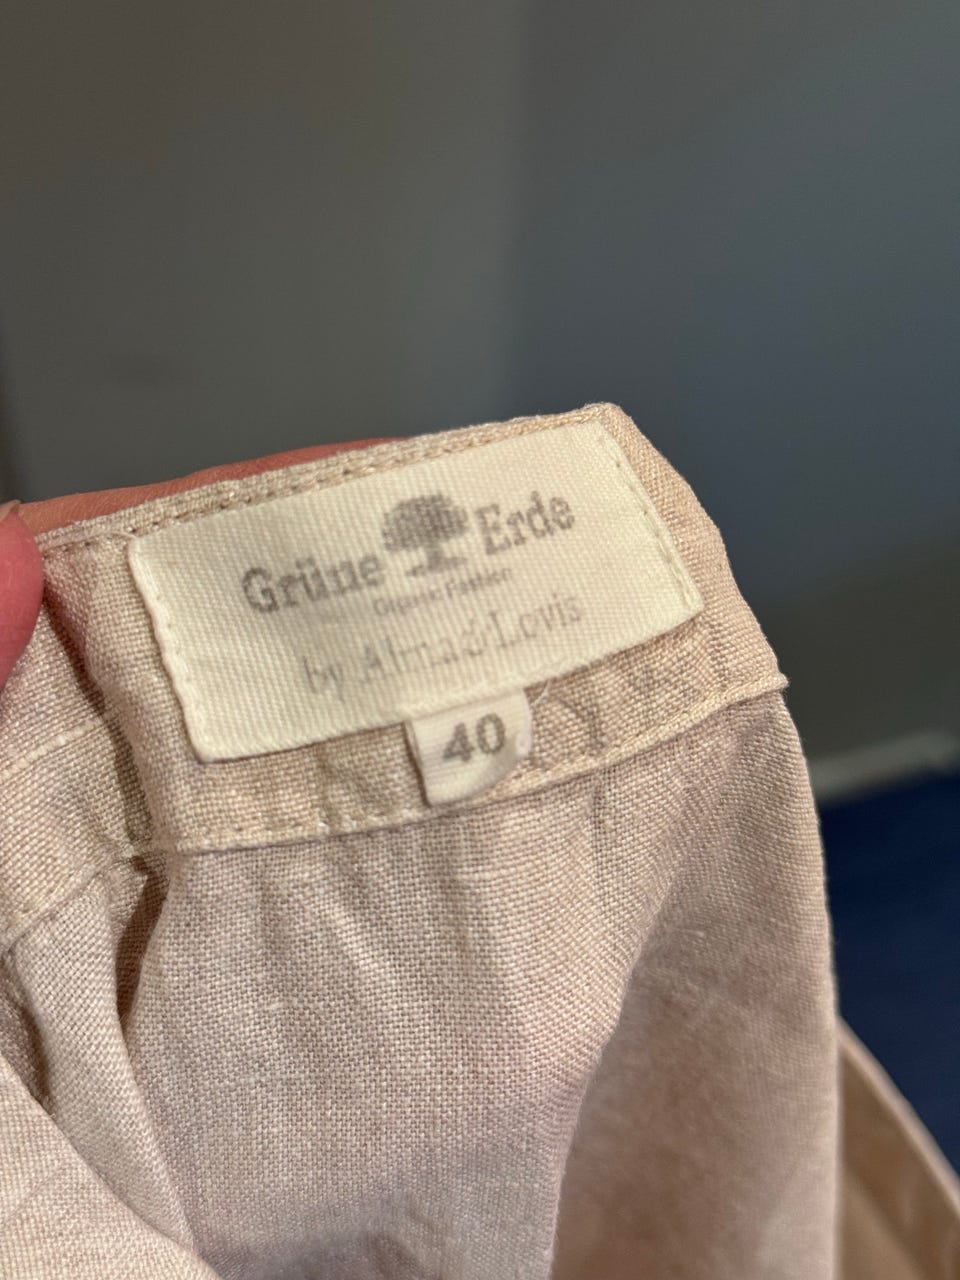 Grüne Erde
Organic Fashion
by Alma&Lovis
40